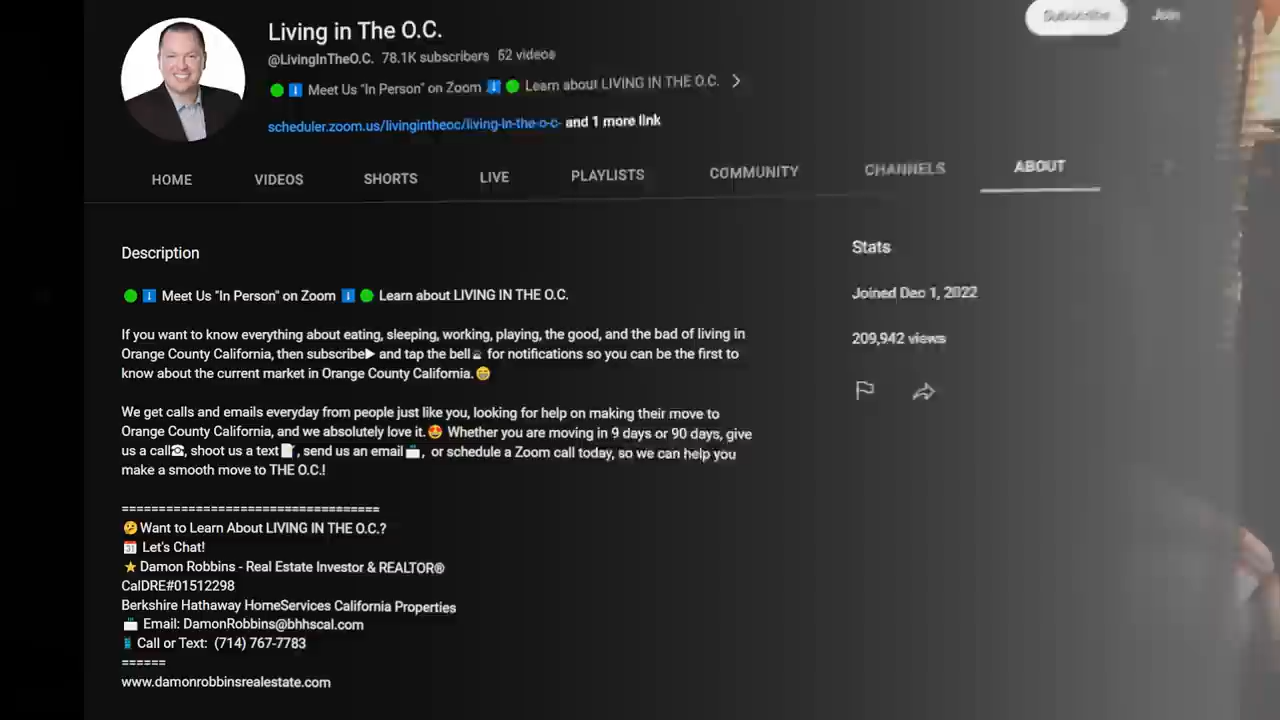 Living in The O.C.
@LivingInTheO.C. 78.1K subscribers 52 videos
Meet Us "In Person" on Zoom Learn about LIVING IN THE O.C.
scheduler.zoom.us/livingintheoc/living-in-the-o-c- and 1 more link
Subscribe Join
HOME VIDEOS SHORTS LIVE PLAYLISTS COMMUNITY CHANNELS ABOUT
Description
Meet Us "In Person" on Zoom Learn about LIVING IN THE O.C.
If you want to know everything about eating, sleeping, working, playing, the good, and the bad of living in
Orange County California, then subscribe and tap the bell for notifications so you can be the first to
know about the current market in Orange County California.
We get calls and emails everyday from people just like you, looking for help on making their move to
Orange County California, and we absolutely love it. Whether you are moving in 9 days or 90 days, give
us a call, shoot us a text, send us an email, or schedule a Zoom call today, so we can help you
make a smooth move to THE O.C.!
==================================
Want to Learn About LIVING IN THE O.C.?
Let's Chat!
Damon Robbins - Real Estate Investor & REALTOR®
CalDRE#01512298
Berkshire Hathaway HomeServices California Properties
Email: DamonRobbins@bhhscal.com
Call or Text: (714) 767-7783
======
www.damonrobbinsrealestate.com
Stats
Joined Dec 1, 2022
209,942 views